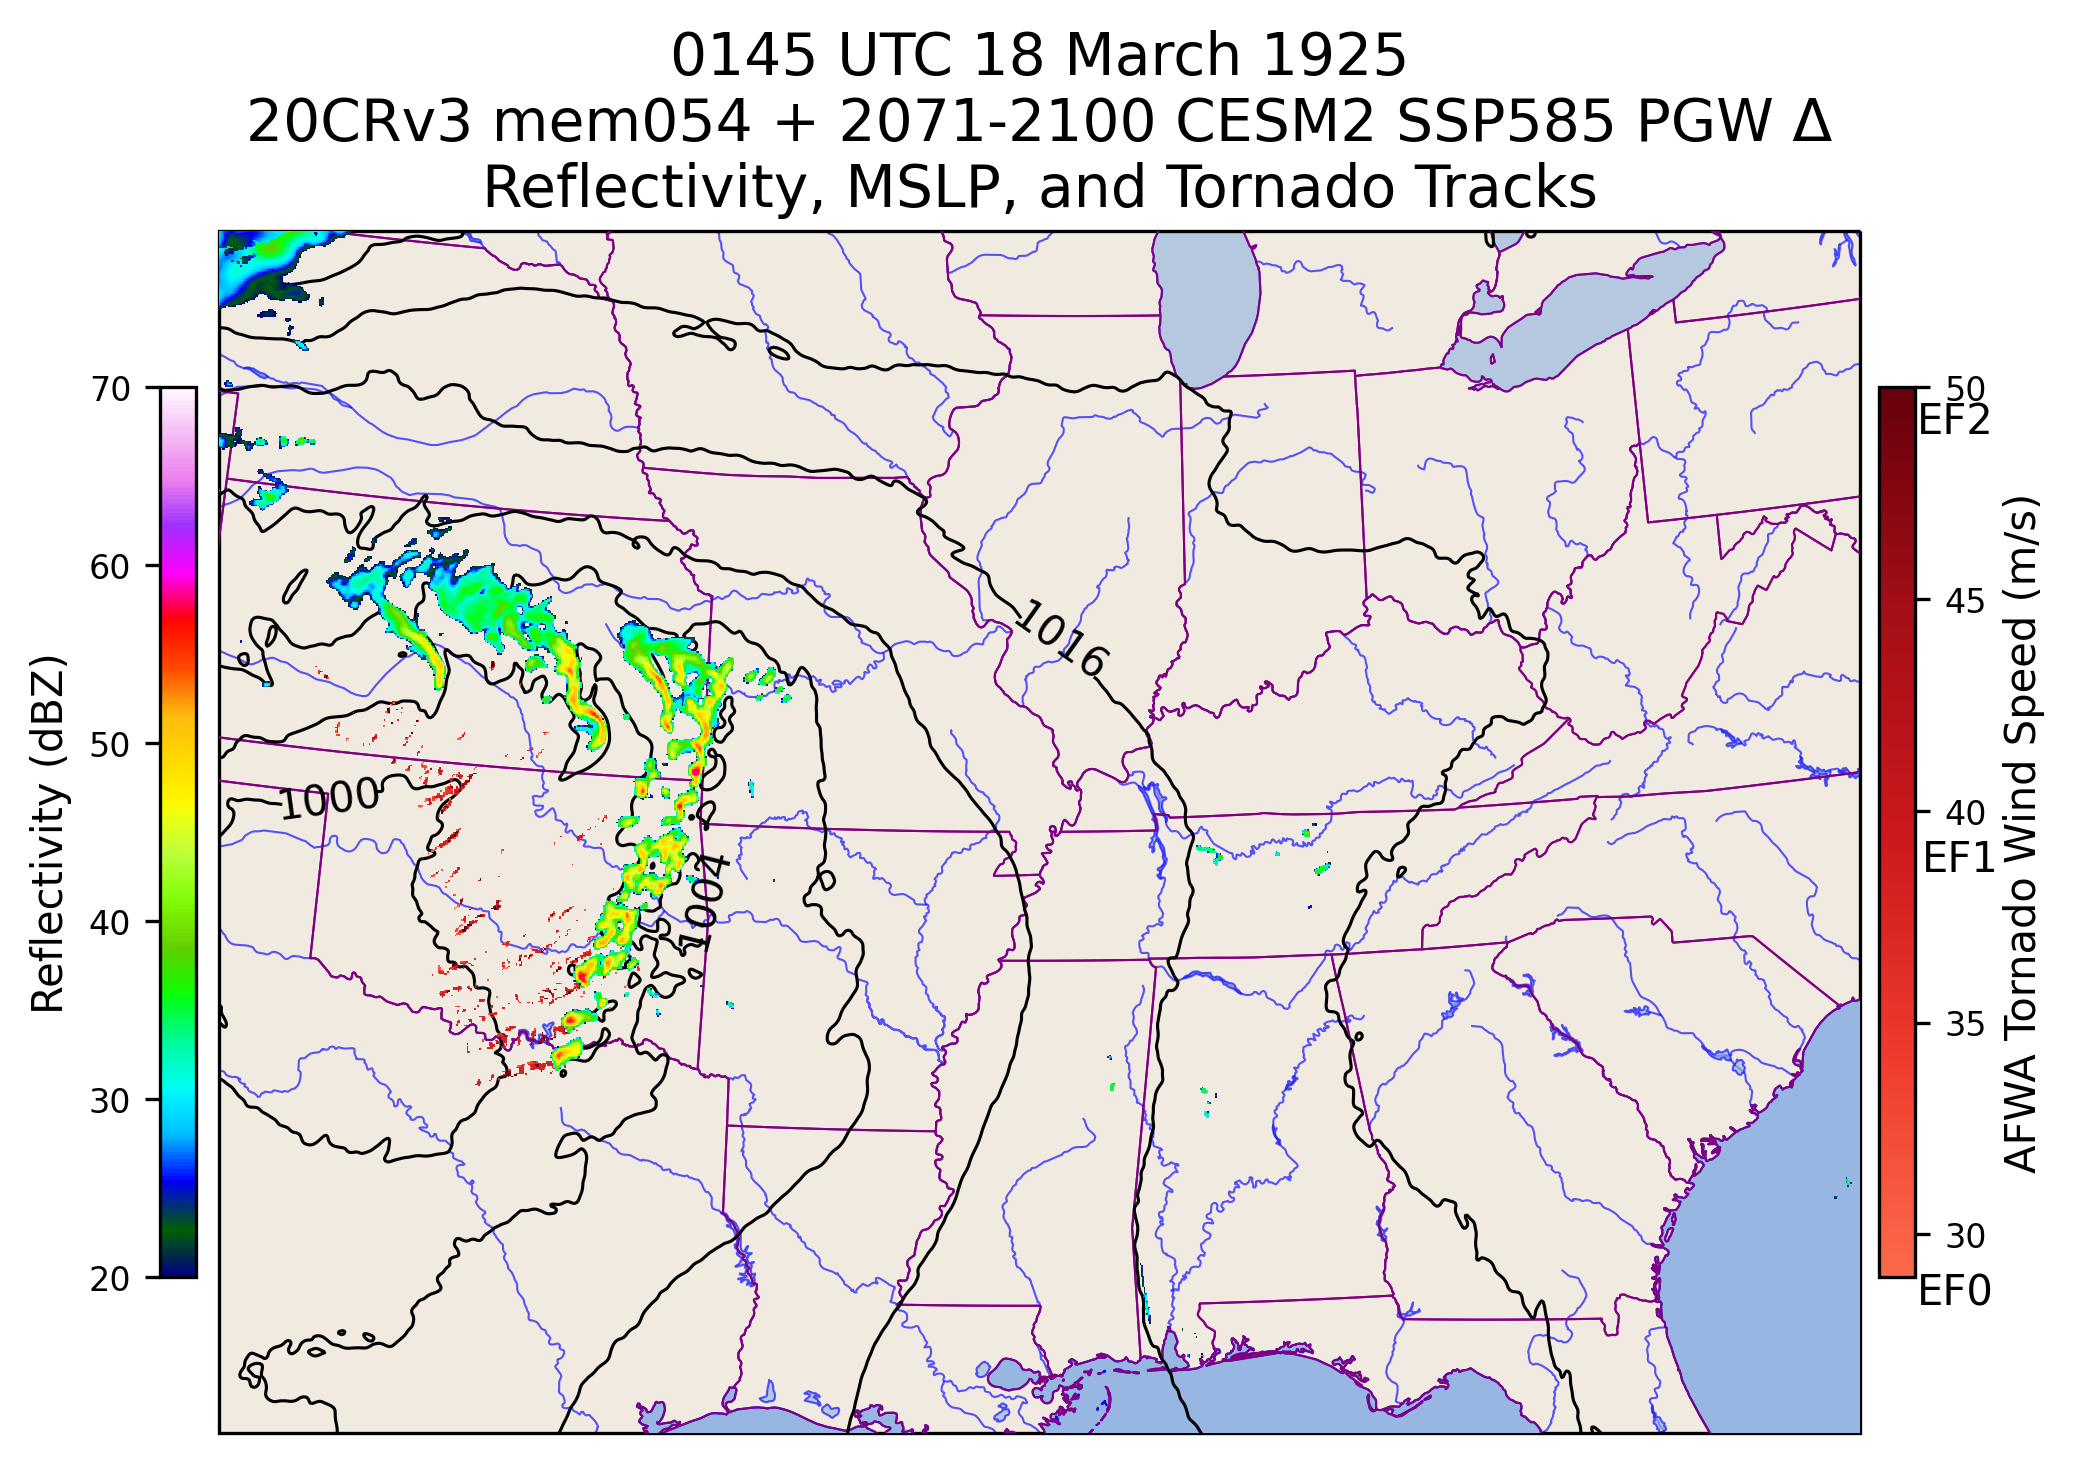 0145 UTC 18 March 1925
20CRv3 mem054 + 2071-2100 CESM2 SSP585 PGW Δ
Reflectivity, MSLP, and Tornado Tracks
70
60
50
40
30
20
Reflectivity (dBZ)
1016
1000
1004
1004
50
EF2
45
40
EF1
35
30
EF0
AFWA Tornado Wind Speed (m/s)